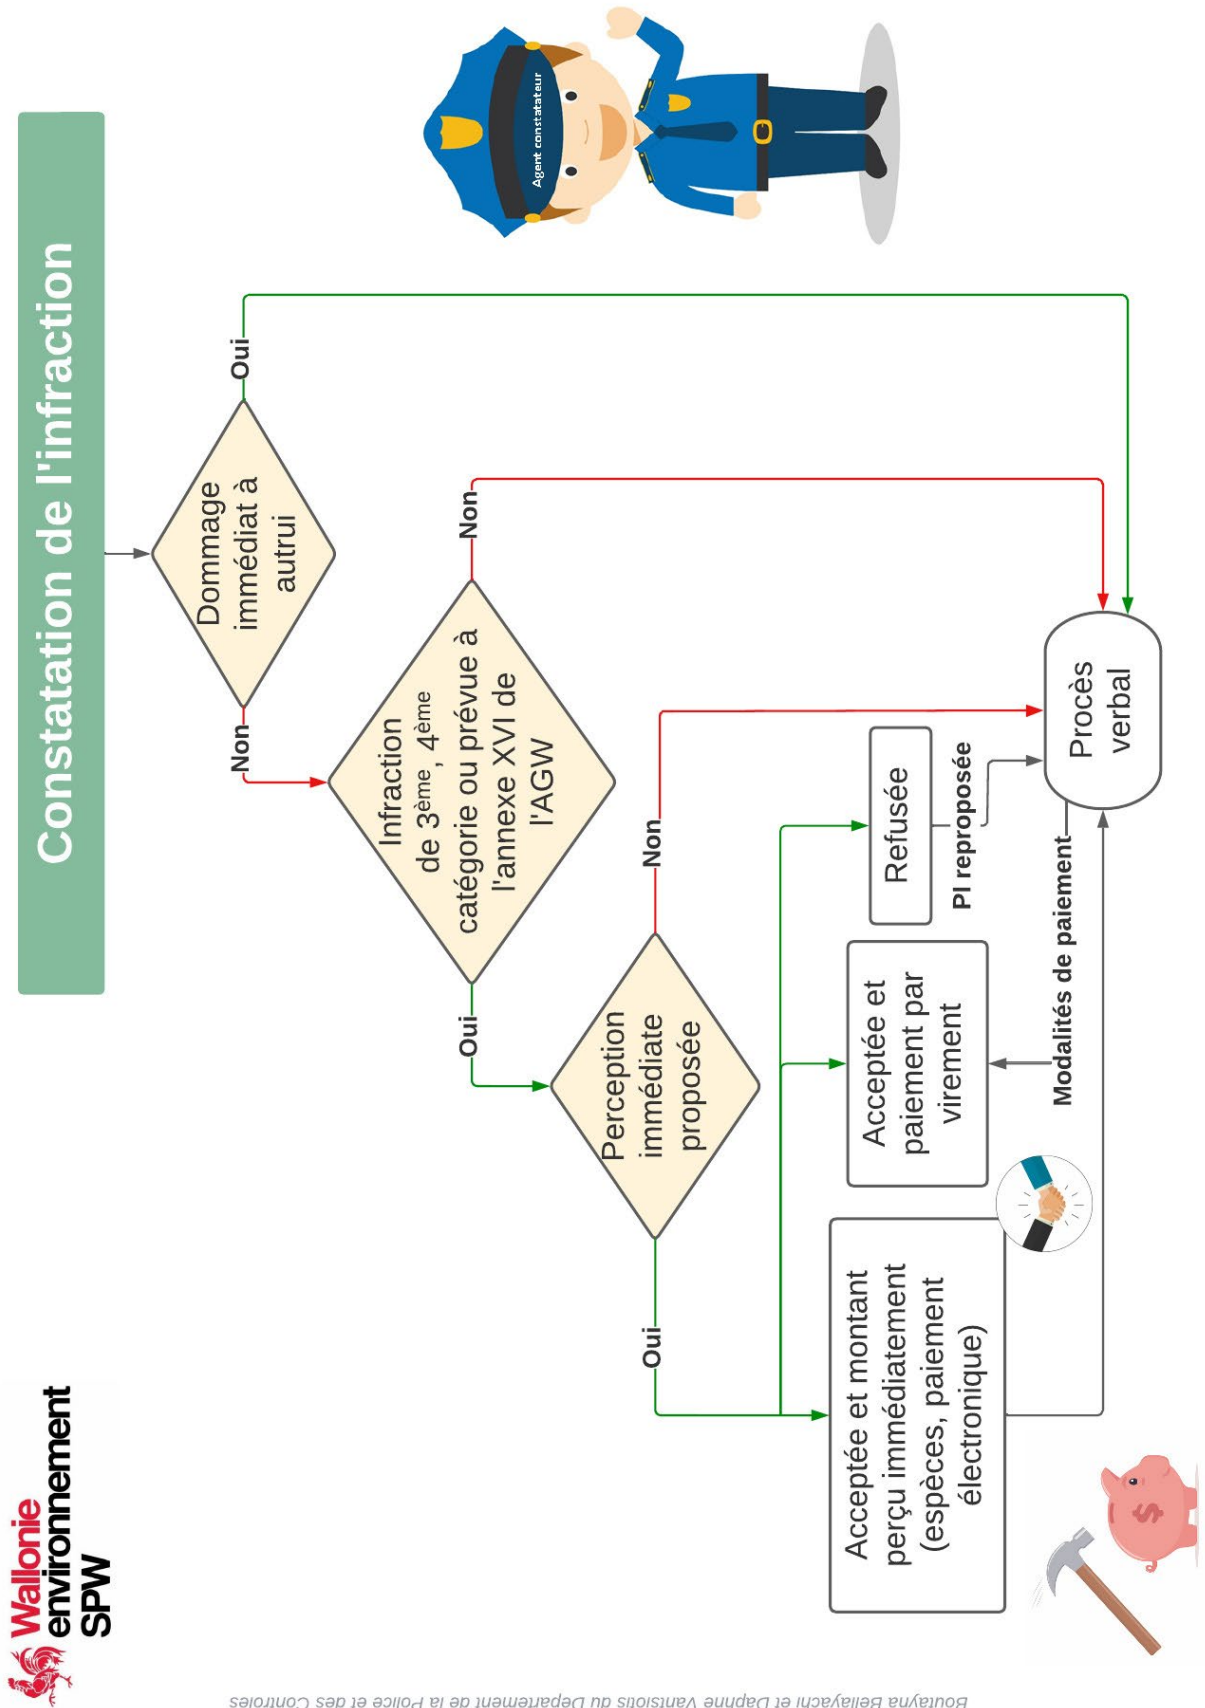 Wallonie
environnement
SPW
Constatation de l'infraction
Agent constatateur
Dommage
immédiat à
autrui
Oui
Non
Infraction
de 3ème, 4ème
catégorie ou prévue à
l'annexe XVI de
l'AGW
Non
Oui
Perception
immédiate
proposée
Non
Oui
Acceptée et montant
perçu immédiatement
(espèces, paiement
électronique)
Acceptée et
paiement par
virement
Refusée
PI reproposée
Modalités de paiement
Procès
verbal
Boutayna Bellayachi et Daphné Vantsiotis du Département de la Police et des Contrôles